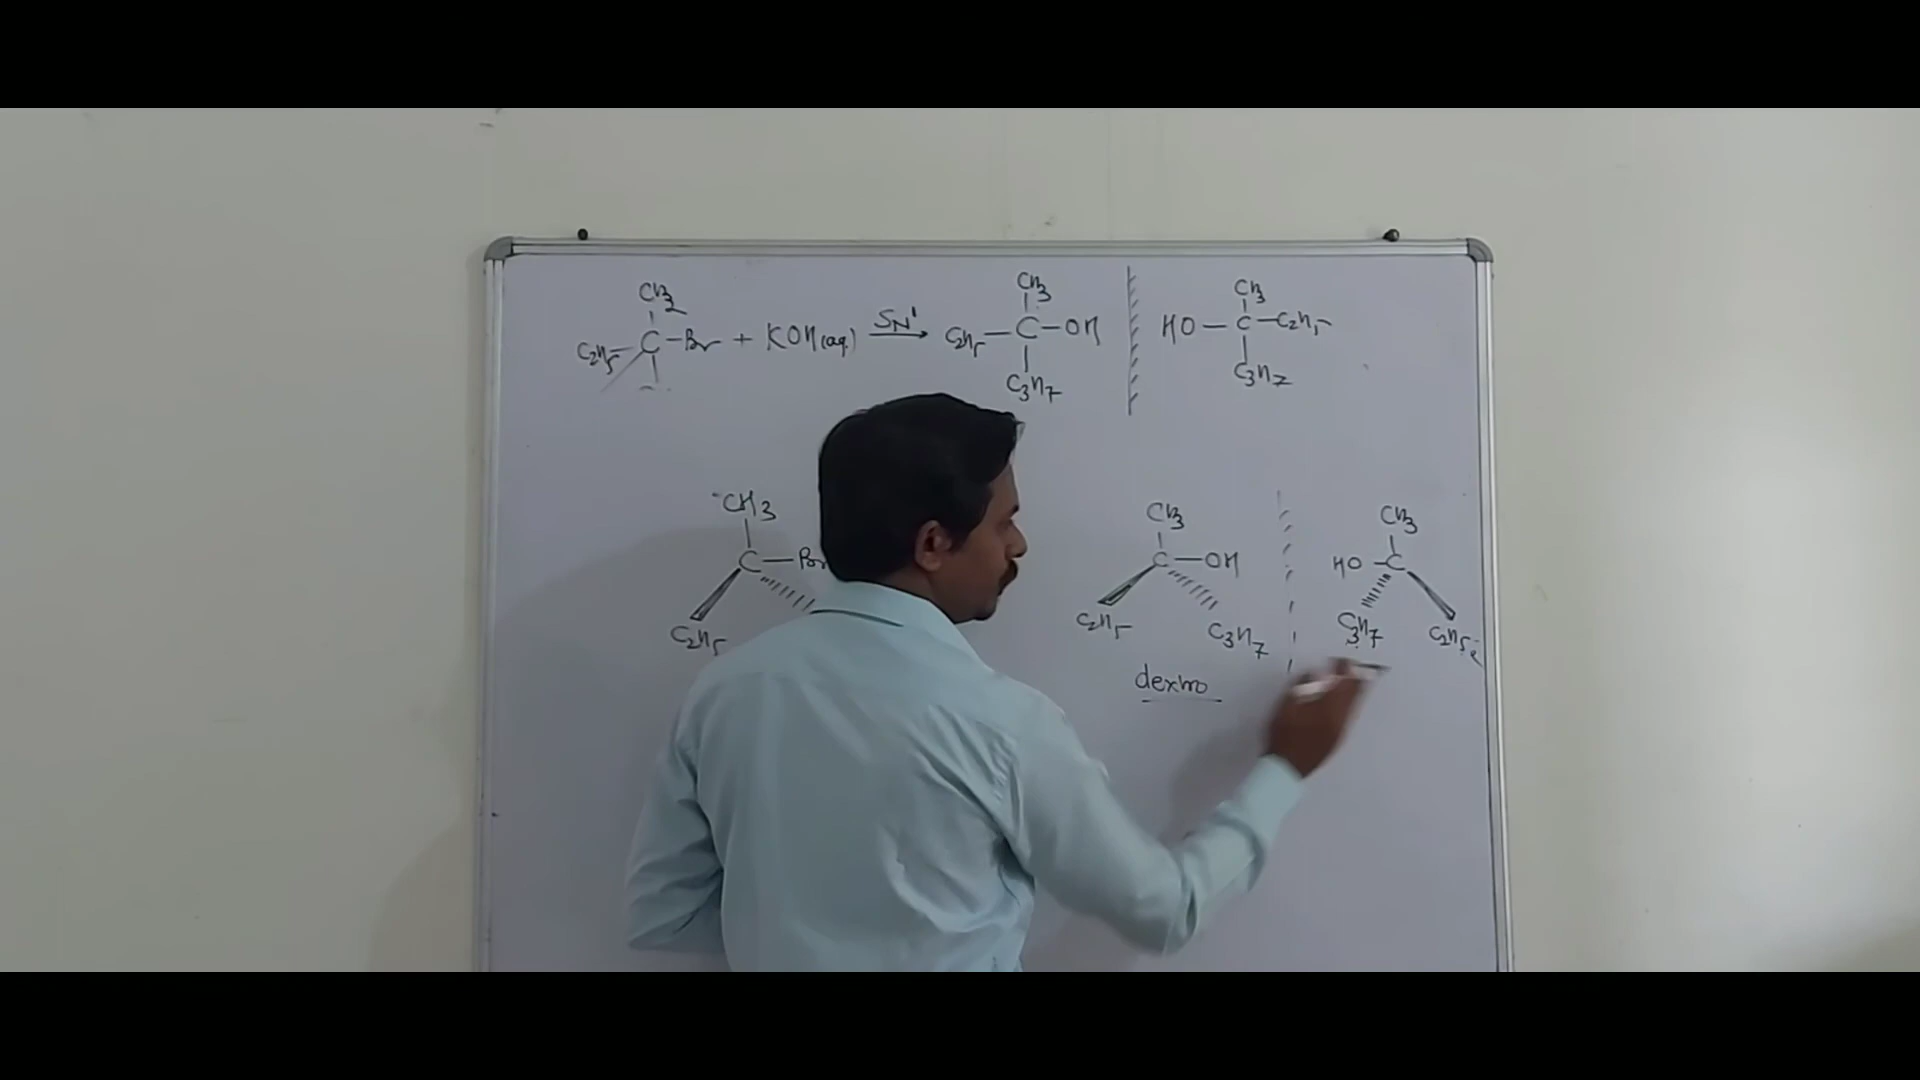 CH3 CH3 CH3
C2H5 - C - Br + KOH(aq.) SN1 → C2H5 - C - OH HO - C - C2H5
C3H7 C3H7
CH3 CH3 CH3
C - Br C - OH HO - C
C2H5 C2H5 C3H7 C3H7 C2H5
dextro